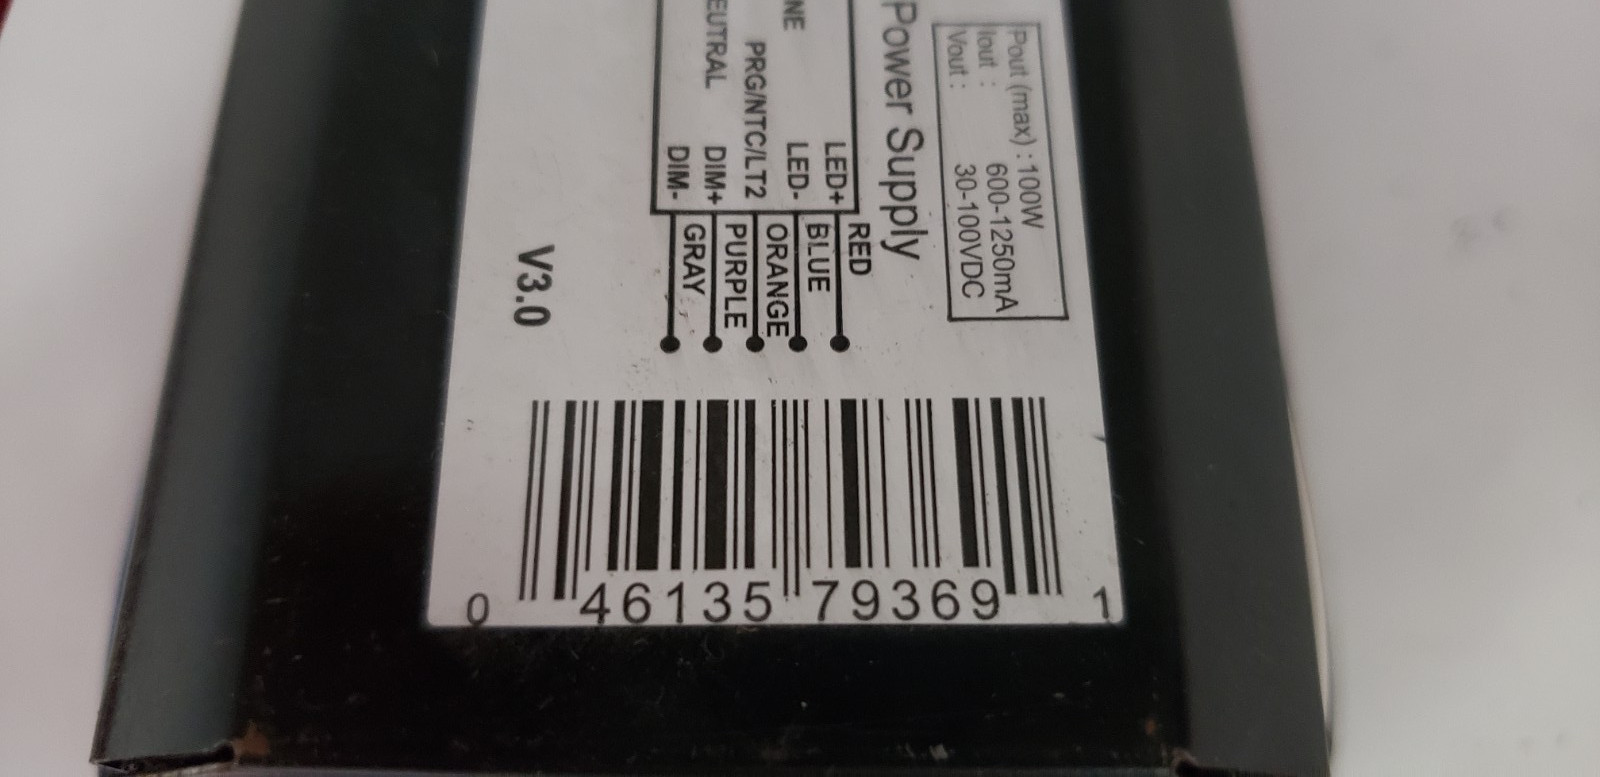 Pout (max) : 100W
Iout : 600-1250mA
Vout : 30-100VDC
Power Supply
LED+ RED
NE LED- BLUE
PRG/NTC/LT2 ORANGE
EUTRAL DIM+ PURPLE
DIM- GRAY
V3.0
0 46135 79369 1